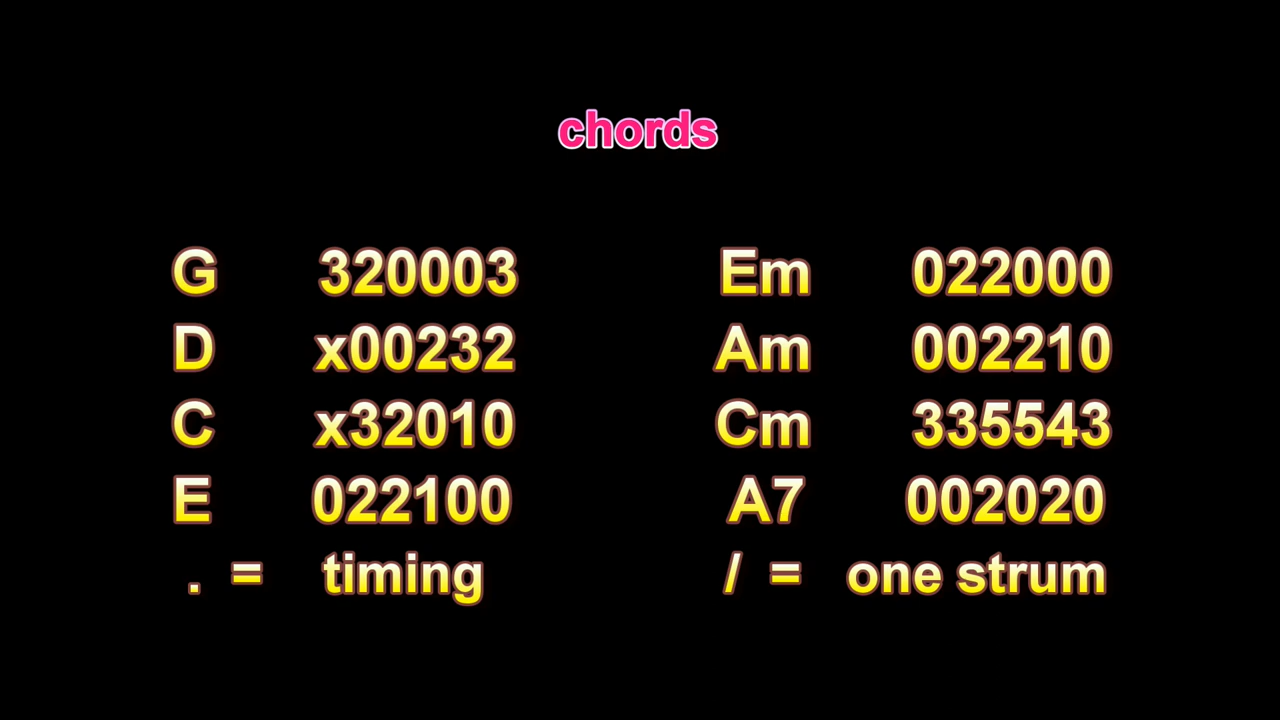 chords
G 320003 Em 022000
D x00232 Am 002210
C x32010 Cm 335543
E 022100 A7 002020
. = timing / = one strum